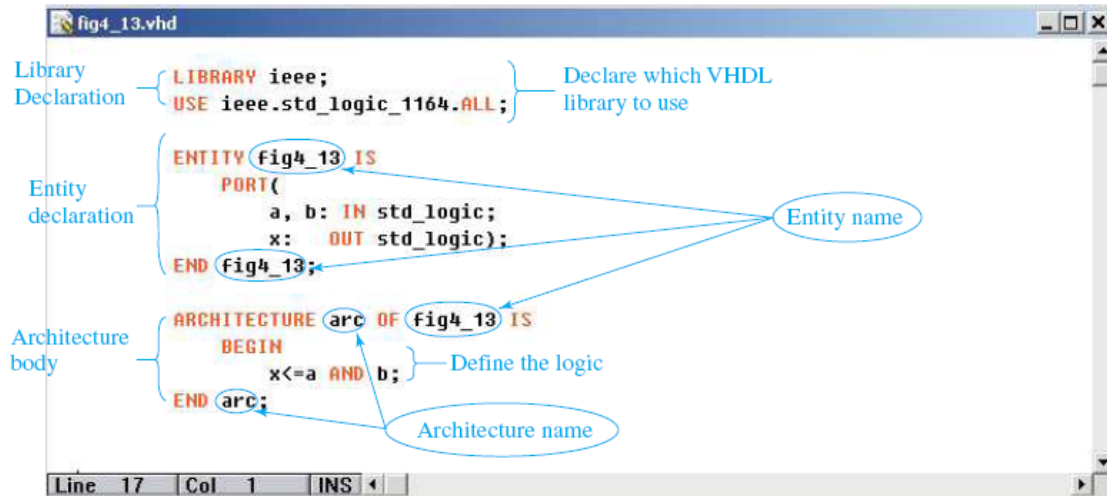 fig4_13.vhd
Library
Declaration
LIBRARY ieee;
USE ieee.std_logic_1164.ALL;
Declare which VHDL
library to use
Entity
declaration
ENTITY fig4_13 IS
PORT(
a, b: IN std_logic;
x: OUT std_logic);
END fig4_13;
Entity name
Architecture
body
ARCHITECTURE arc OF fig4_13 IS
BEGIN
x<=a AND b;
END arc;
Define the logic
Architecture name
Line 17 Col 1 INS